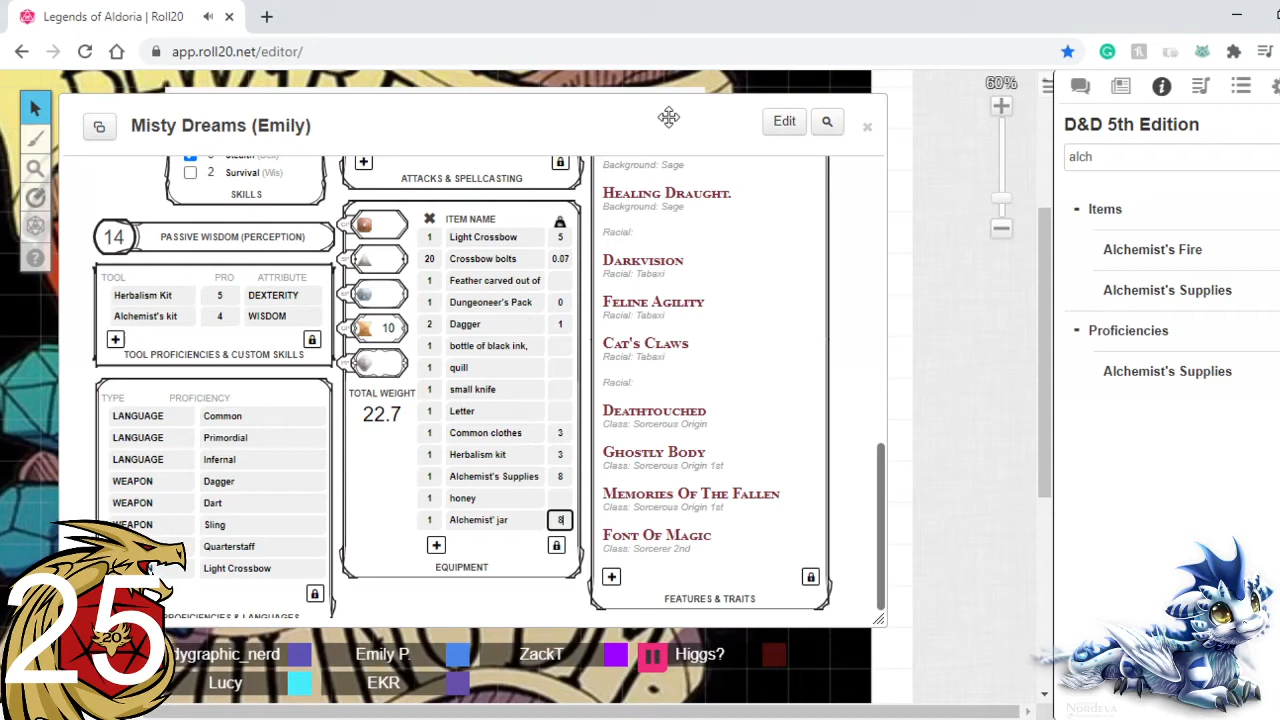 Legends of Aldoria | Roll20
app.roll20.net/editor/
60%
Misty Dreams (Emily)
Edit
D&D 5th Edition
alch
Items
Alchemist's Fire
Alchemist's Supplies
Proficiencies
Alchemist's Supplies
2 Survival (Wis)
SKILLS
14 PASSIVE WISDOM (PERCEPTION)
TOOL PRO ATTRIBUTE
Herbalism Kit 5 DEXTERITY
Alchemist's kit 4 WISDOM
TOOL PROFICIENCIES & CUSTOM SKILLS
TYPE PROFICIENCY
LANGUAGE Common
LANGUAGE Primordial
LANGUAGE Infernal
WEAPON Dagger
WEAPON Dart
WEAPON Sling
Quarterstaff
Light Crossbow
PROFICIENCIES & LANGUAGES
ATTACKS & SPELLCASTING
10
TOTAL WEIGHT
22.7
ITEM NAME
1 Light Crossbow 5
20 Crossbow bolts 0.07
1 Feather carved out of
1 Dungeoneer's Pack 0
2 Dagger 1
1 bottle of black ink,
1 quill
1 small knife
1 Letter
1 Common clothes 3
1 Herbalism kit 3
1 Alchemist's Supplies 8
1 honey
1 Alchemist' jar 8
EQUIPMENT
Background: Sage
HEALING DRAUGHT.
Background: Sage
Racial:
DARKVISION
Racial: Tabaxi
FELINE AGILITY
Racial: Tabaxi
CAT'S CLAWS
Racial: Tabaxi
Racial:
DEATHTOUCHED
Class: Sorcerous Origin
GHOSTLY BODY
Class: Sorcerous Origin 1st
MEMORIES OF THE FALLEN
Class: Sorcerous Origin 1st
FONT OF MAGIC
Class: Sorcerer 2nd
FEATURES & TRAITS
25
20
dygraphic_nerd
Emily P.
ZackT
Higgs?
Lucy
EKR
NORDEVA